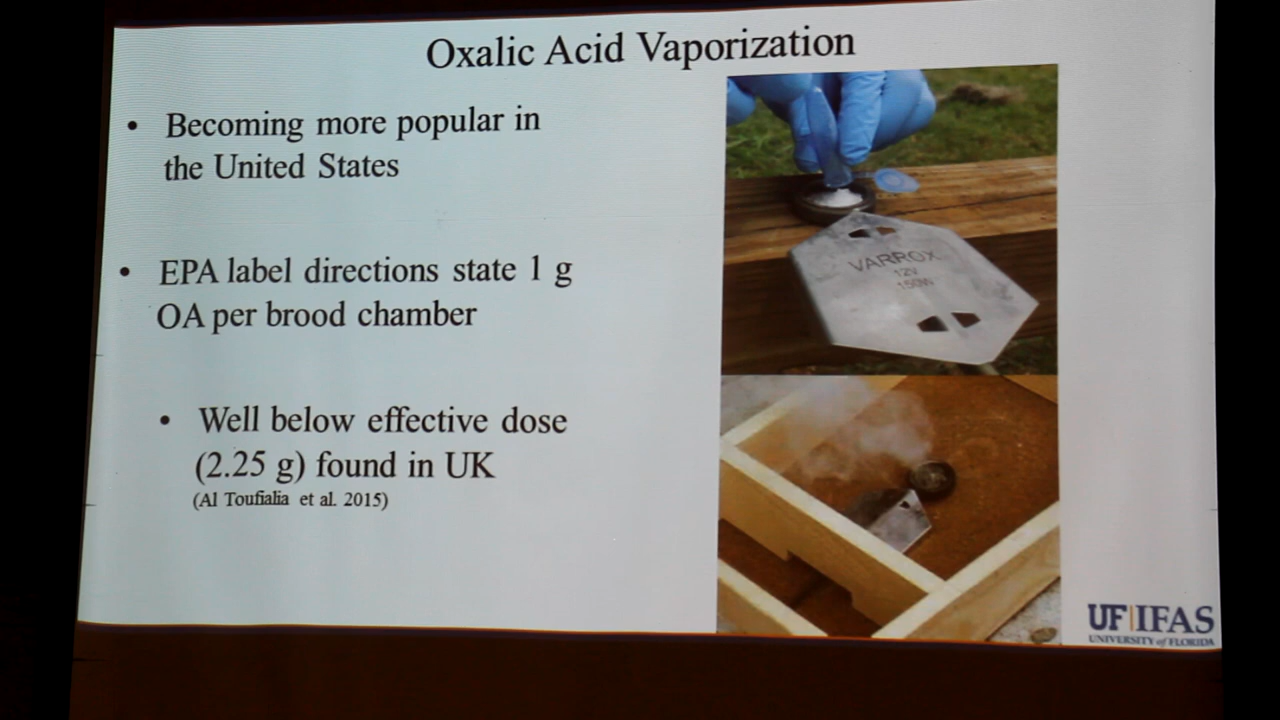 Oxalic Acid Vaporization
• Becoming more popular in
the United States
• EPA label directions state 1 g
OA per brood chamber
• Well below effective dose
(2.25 g) found in UK
(Al Toufialia et al. 2015)
VARROX
12V
150W
UF|IFAS
UNIVERSITY of FLORIDA